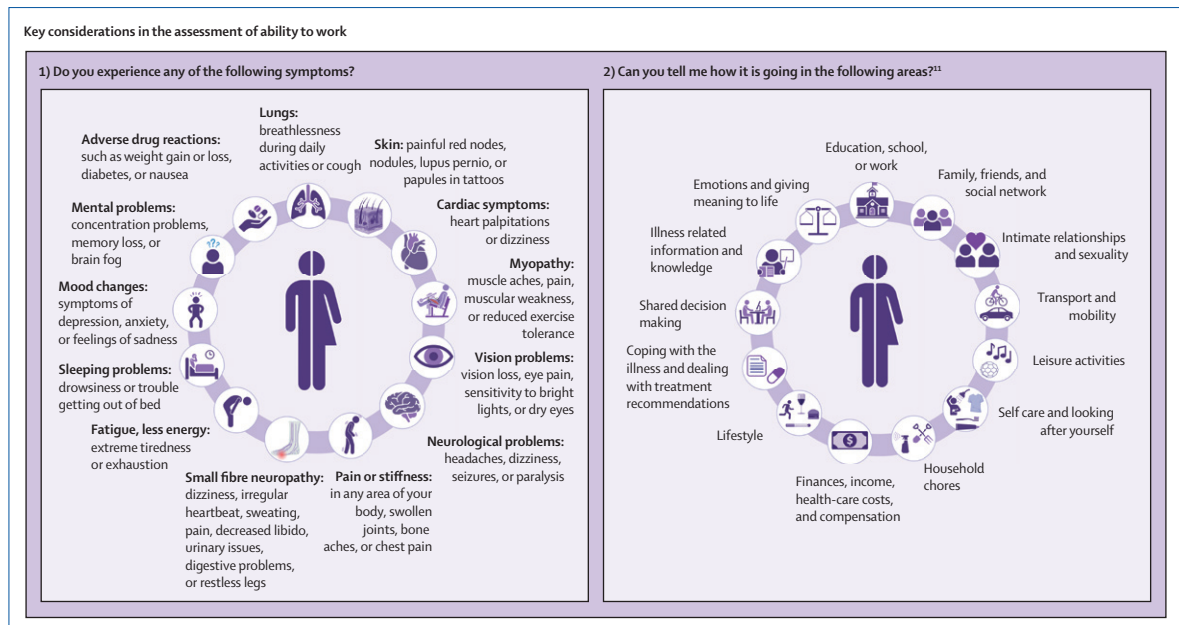 Key considerations in the assessment of ability to work
1) Do you experience any of the following symptoms?
Lungs:
breathlessness
during daily
activities or cough
Skin: painful red nodes,
nodules, lupus pernio, or
papules in tattoos
Cardiac symptoms:
heart palpitations
or dizziness
Myopathy:
muscle aches, pain,
muscular weakness,
or reduced exercise
tolerance
Vision problems:
vision loss, eye pain,
sensitivity to bright
lights, or dry eyes
Neurological problems:
headaches, dizziness,
seizures, or paralysis
Pain or stiffness:
in any area of your
body, swollen
joints, bone
aches, or chest pain
Small fibre neuropathy:
dizziness, irregular
heartbeat, sweating,
pain, decreased libido,
urinary issues,
digestive problems,
or restless legs
Fatigue, less energy:
extreme tiredness
or exhaustion
Sleeping problems:
drowsiness or trouble
getting out of bed
Mood changes:
symptoms of
depression, anxiety,
or feelings of sadness
Mental problems:
concentration problems,
memory loss, or
brain fog
Adverse drug reactions:
such as weight gain or loss,
diabetes, or nausea
2) Can you tell me how it is going in the following areas?¹¹
Education, school,
or work
Family, friends, and
social network
Intimate relationships
and sexuality
Transport and
mobility
Leisure activities
Self care and looking
after yourself
Household
chores
Finances, income,
health-care costs,
and compensation
Lifestyle
Coping with the
illness and dealing
with treatment
recommendations
Shared decision
making
Illness related
information and
knowledge
Emotions and giving
meaning to life